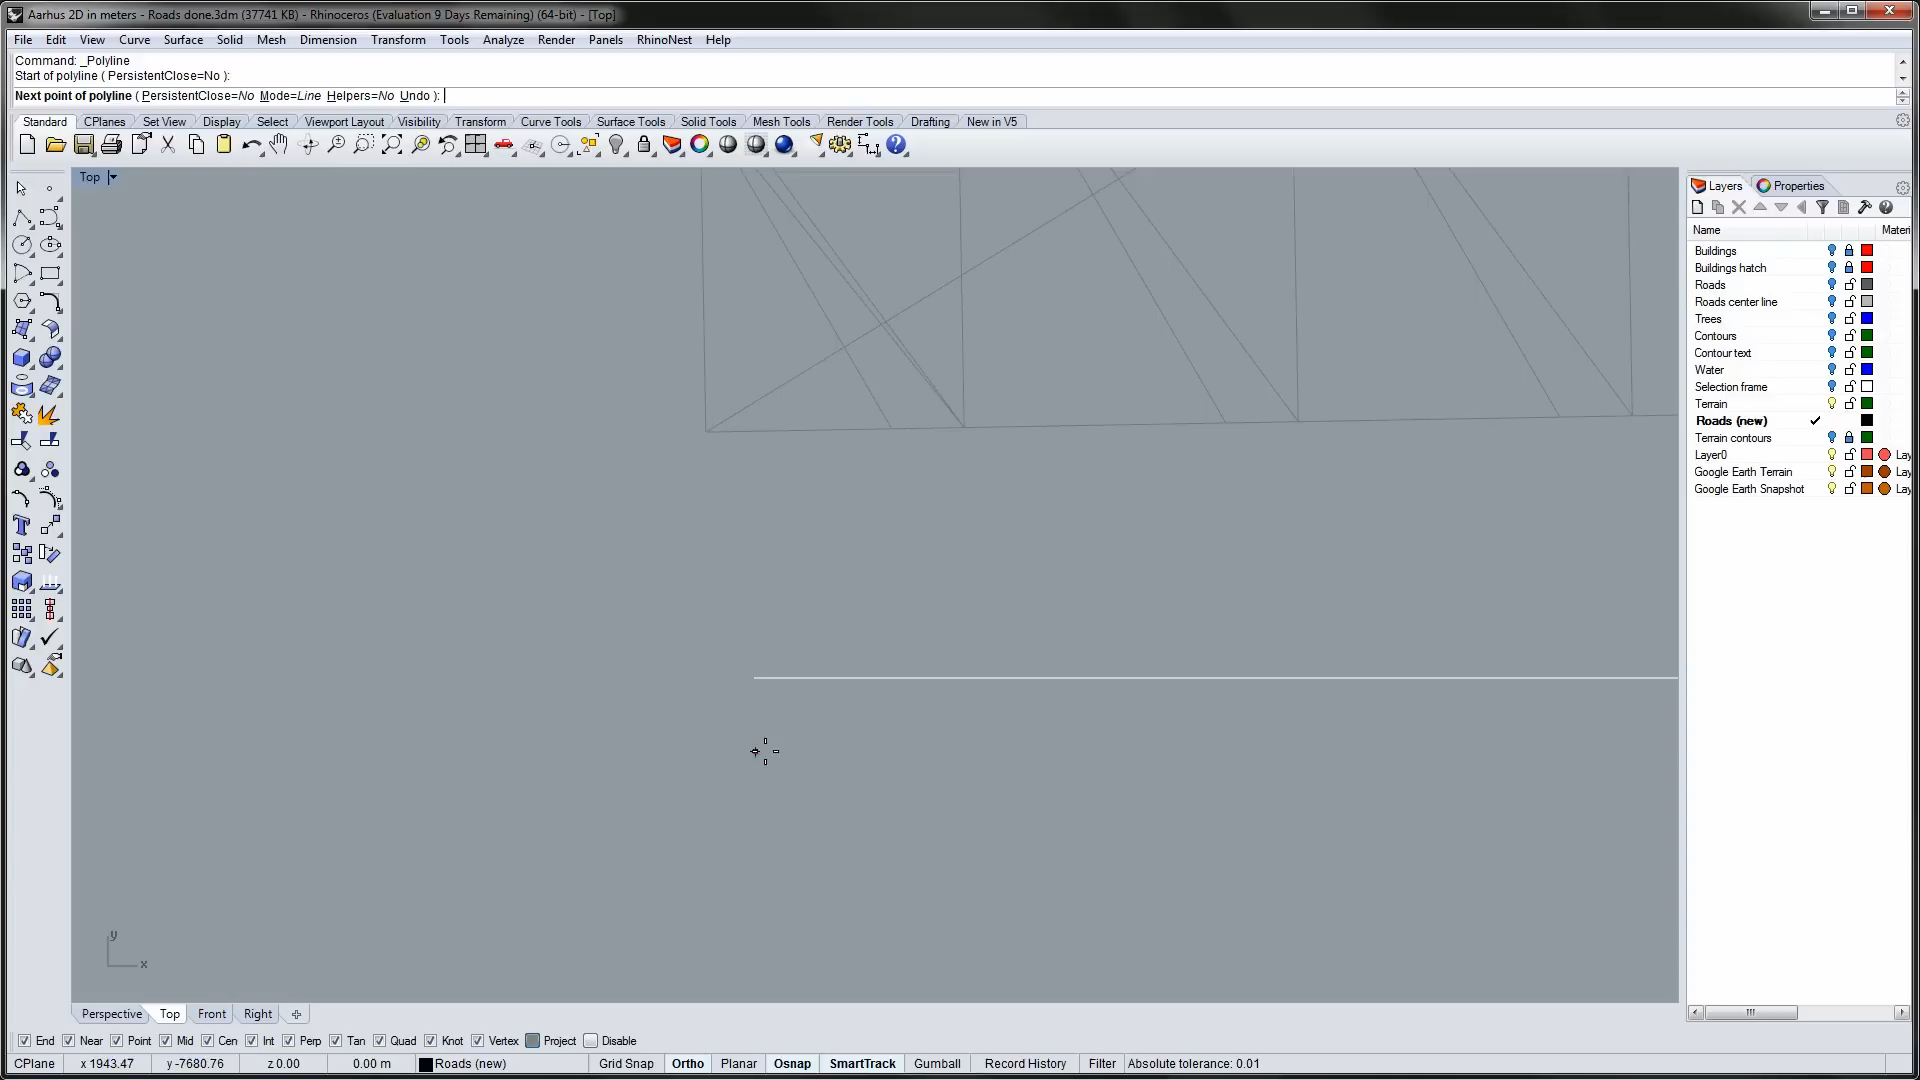 Aarhus 2D in meters - Roads done.3dm (37741 KB) - Rhinoceros (Evaluation 9 Days Remaining) (64-bit) - [Top]
File Edit View Curve Surface Solid Mesh Dimension Transform Tools Analyze Render Panels RhinoNest Help
Command: _Polyline
Start of polyline ( PersistentClose=No ):
Next point of polyline ( PersistentClose=No Mode=Line Helpers=No Undo ):
Standard CPlanes Set View Display Select Viewport Layout Visibility Transform Curve Tools Surface Tools Solid Tools Mesh Tools Render Tools Drafting New in V5
Top
Layers Properties
Name Materi
Buildings
Buildings hatch
Roads
Roads center line
Trees
Contours
Contour text
Water
Selection frame
Terrain
Roads (new)
Terrain contours
Layer0 Lay
Google Earth Terrain Lay
Google Earth Snapshot Lay
y
x
Perspective Top Front Right
End Near Point Mid Cen Int Perp Tan Quad Knot Vertex Project Disable
CPlane x 1943.47 y -7680.76 z 0.00 0.00 m Roads (new) Grid Snap Ortho Planar Osnap SmartTrack Gumball Record History Filter Absolute tolerance: 0.01